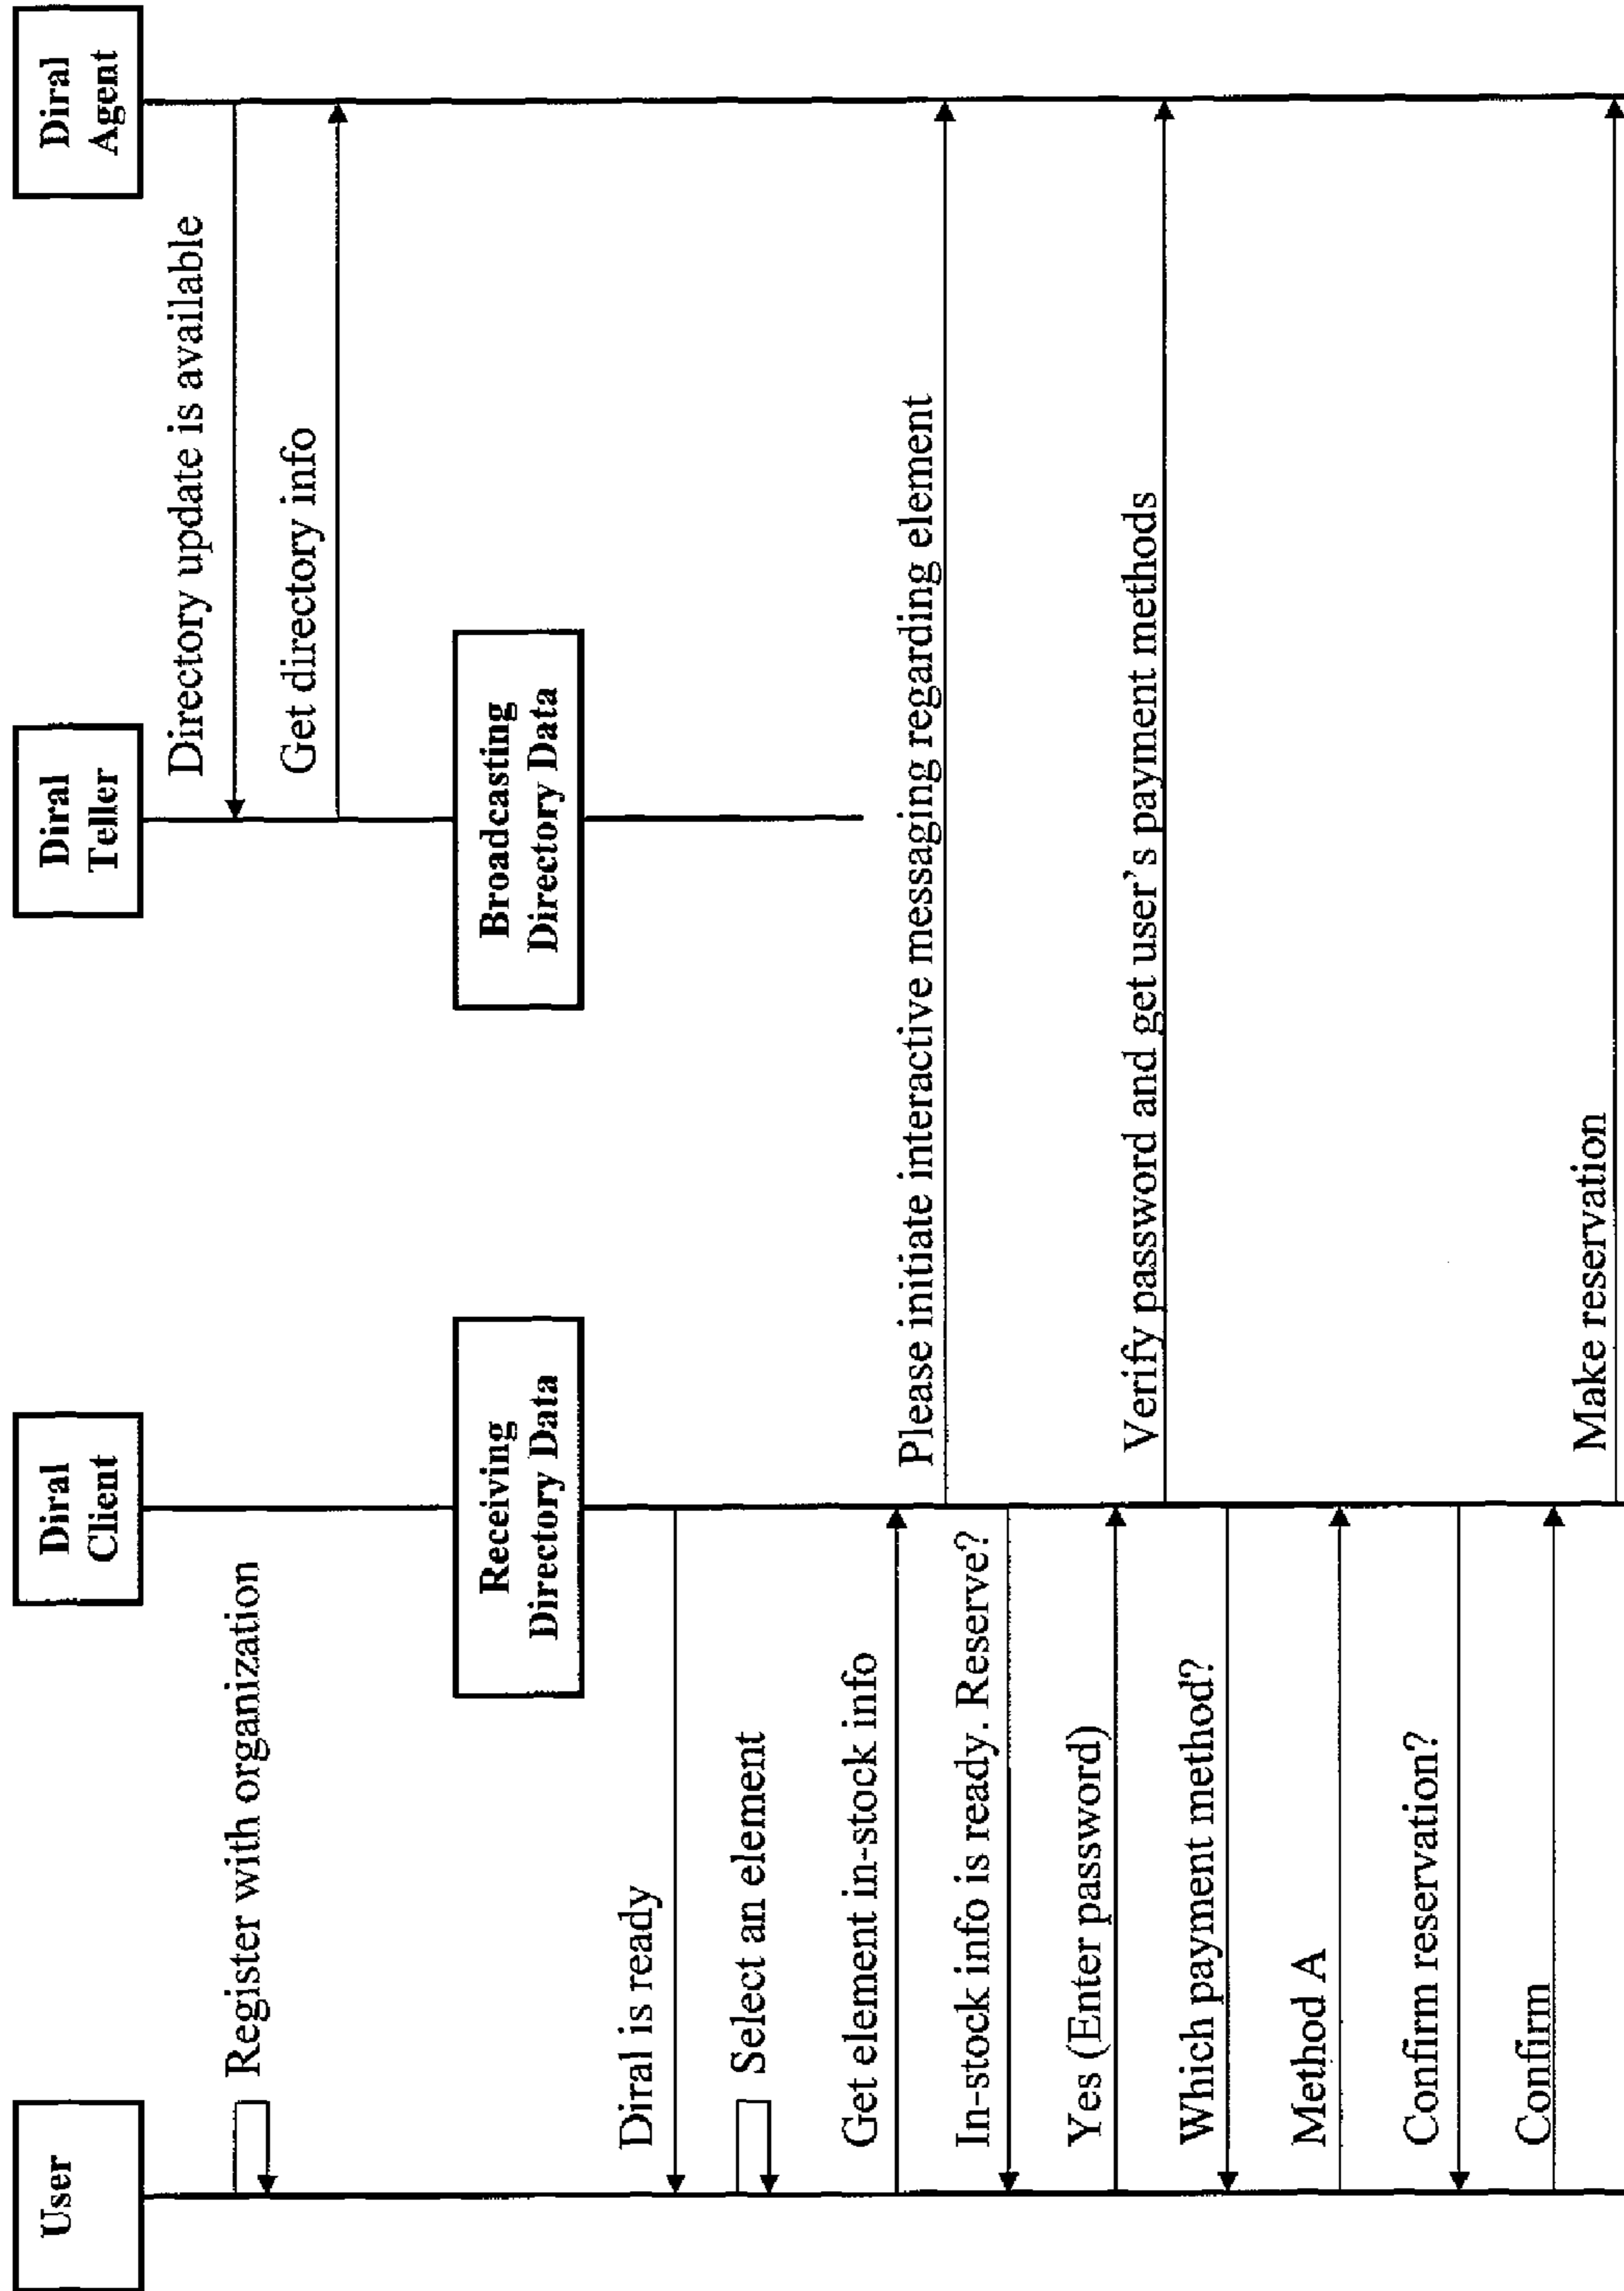 User
Diral
Client
Diral
Teller
Diral
Agent
Register with organization
Directory update is available
Get directory info
Receiving
Directory Data
Broadcasting
Directory Data
Diral is ready
Select an element
Get element in-stock info
Please initiate interactive messaging regarding element
In-stock info is ready. Reserve?
Yes (Enter password)
Verify password and get user's payment methods
Which payment method?
Method A
Confirm reservation?
Confirm
Make reservation